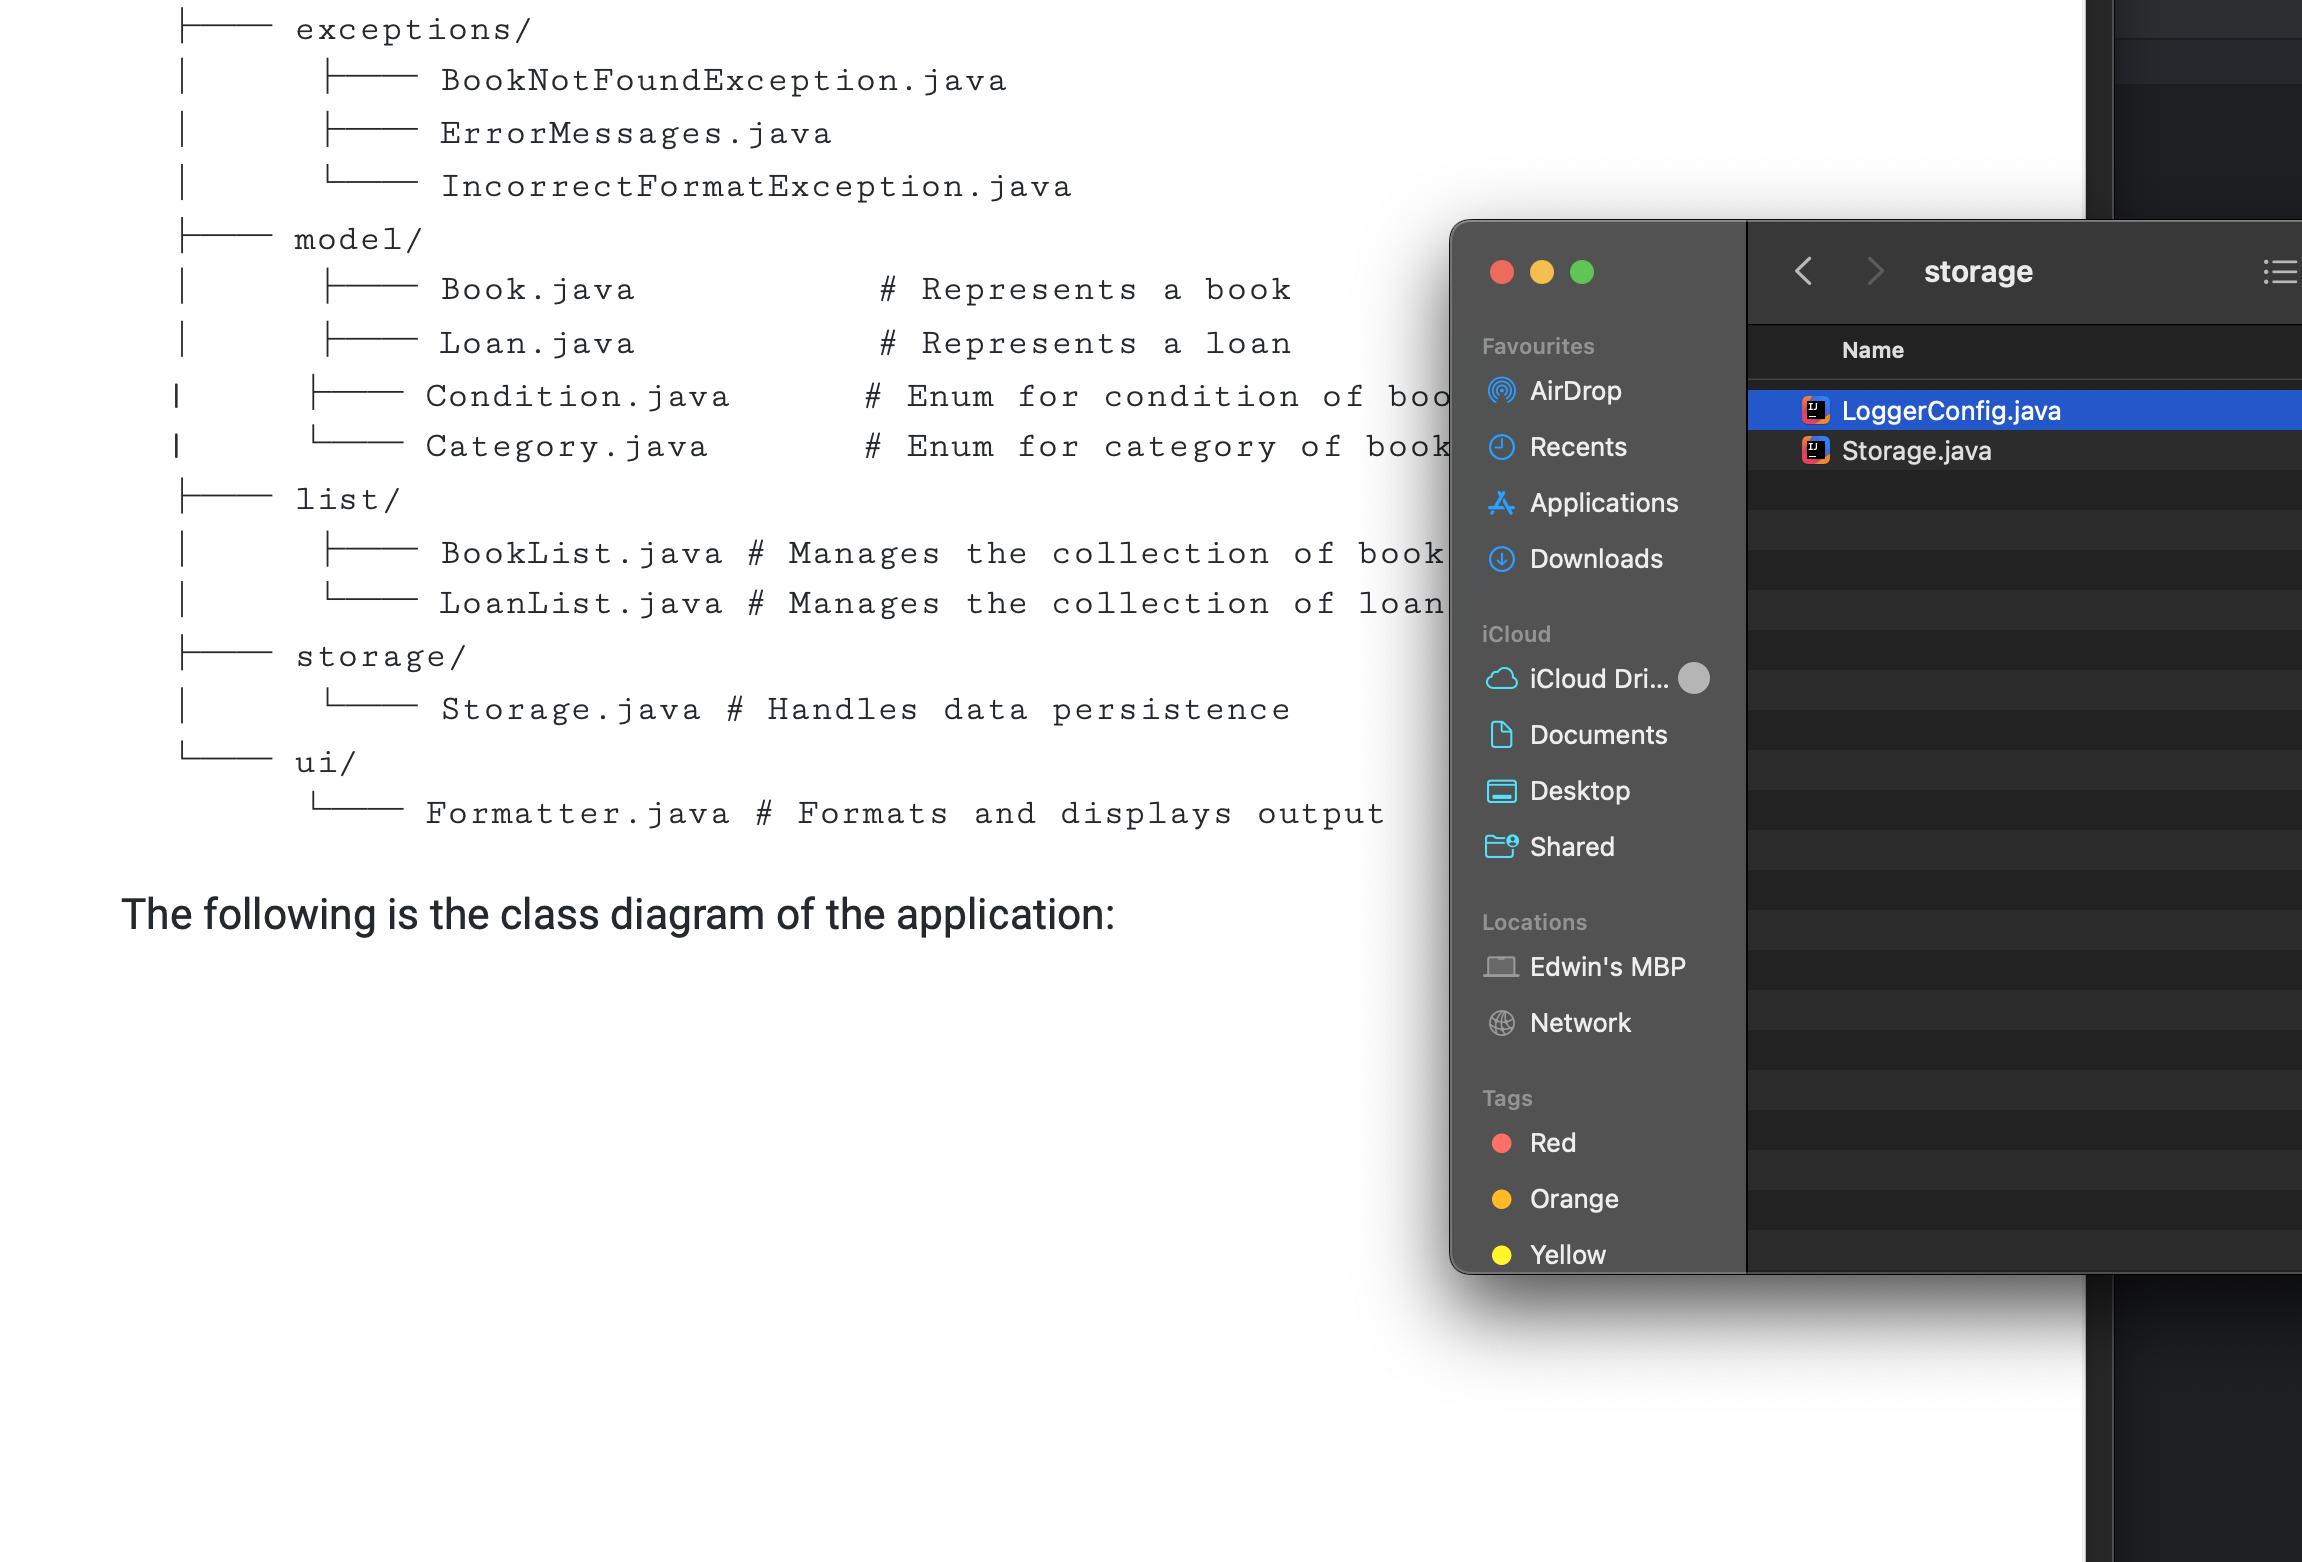 ├──── exceptions/
│ ├──── BookNotFoundException.java
│ ├──── ErrorMessages.java
│ └──── IncorrectFormatException.java
├──── model/
│ ├──── Book.java # Represents a book
│ ├──── Loan.java # Represents a loan
| ├──── Condition.java # Enum for condition of boo
| └──── Category.java # Enum for category of book
├──── list/
│ ├──── BookList.java # Manages the collection of book
│ └──── LoanList.java # Manages the collection of loan
├──── storage/
│ └──── Storage.java # Handles data persistence
└──── ui/
└──── Formatter.java # Formats and displays output
The following is the class diagram of the application:
Favourites
AirDrop
Recents
Applications
Downloads
iCloud
iCloud Dri...
Documents
Desktop
Shared
Locations
Edwin's MBP
Network
Tags
Red
Orange
Yellow
storage
Name
LoggerConfig.java
Storage.java